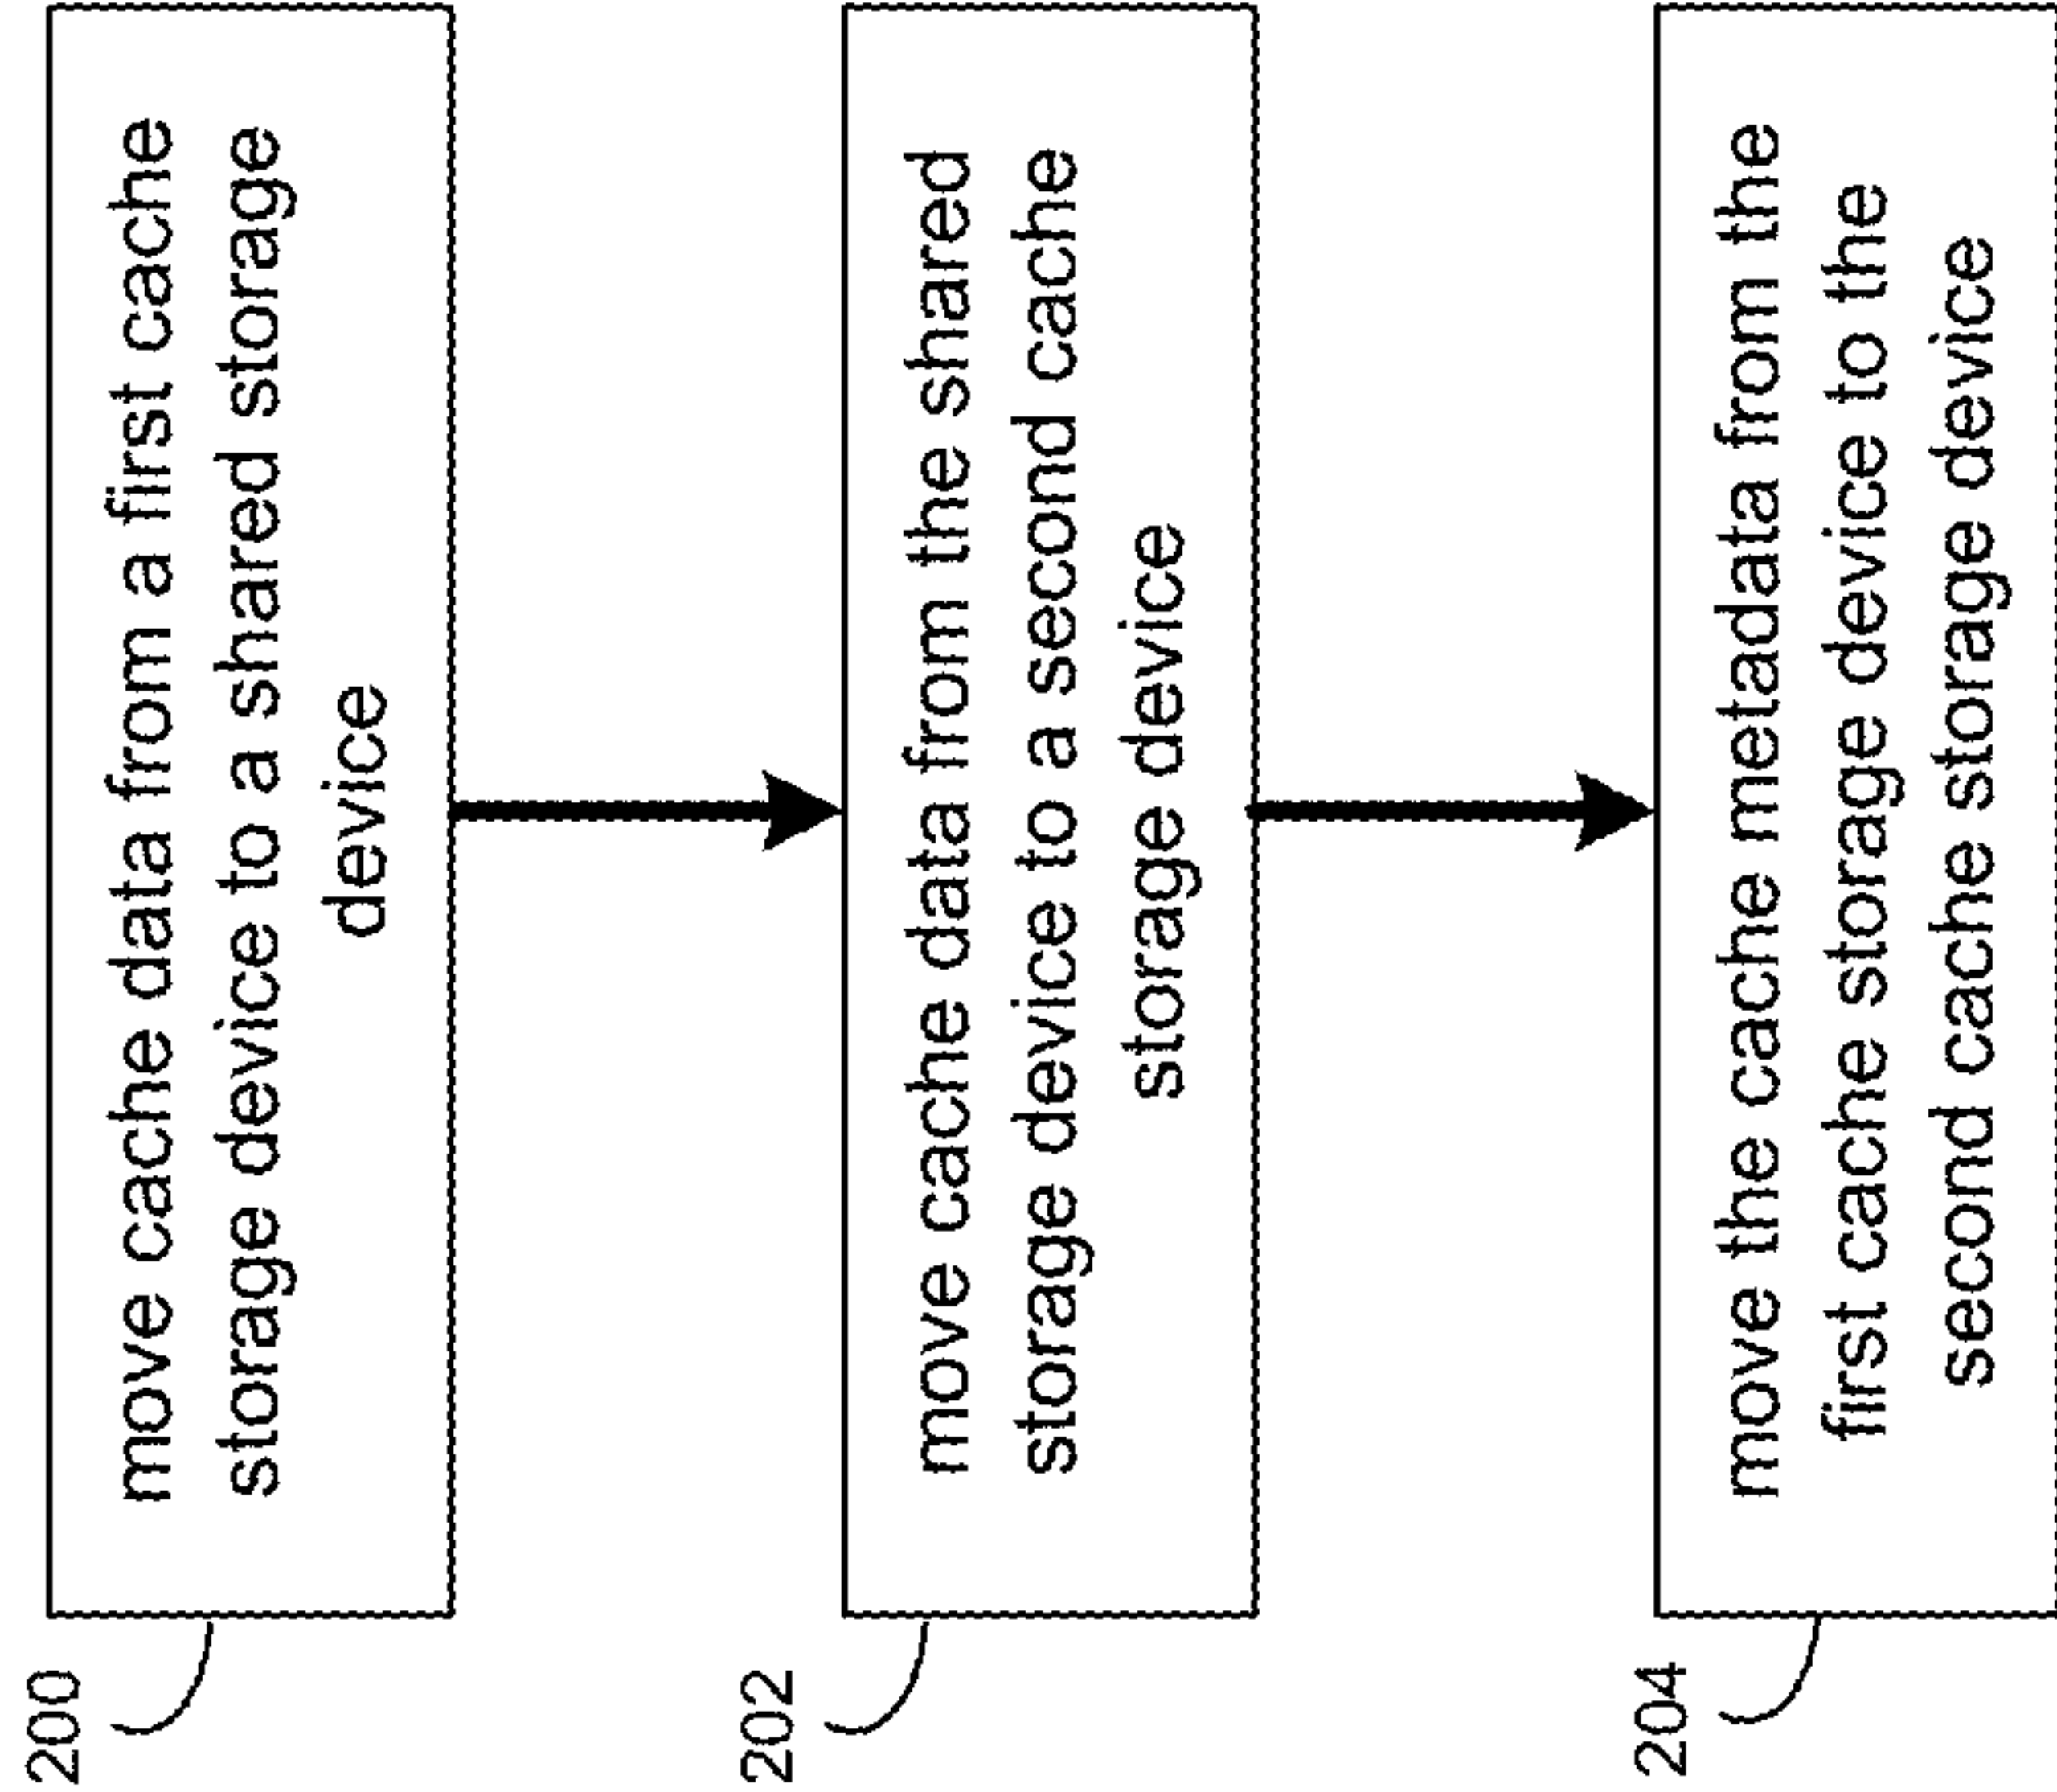 200
move cache data from a first cache
storage device to a shared storage
device
202
move cache data from the shared
storage device to a second cache
storage device
204
move the cache metadata from the
first cache storage device to the
second cache storage device